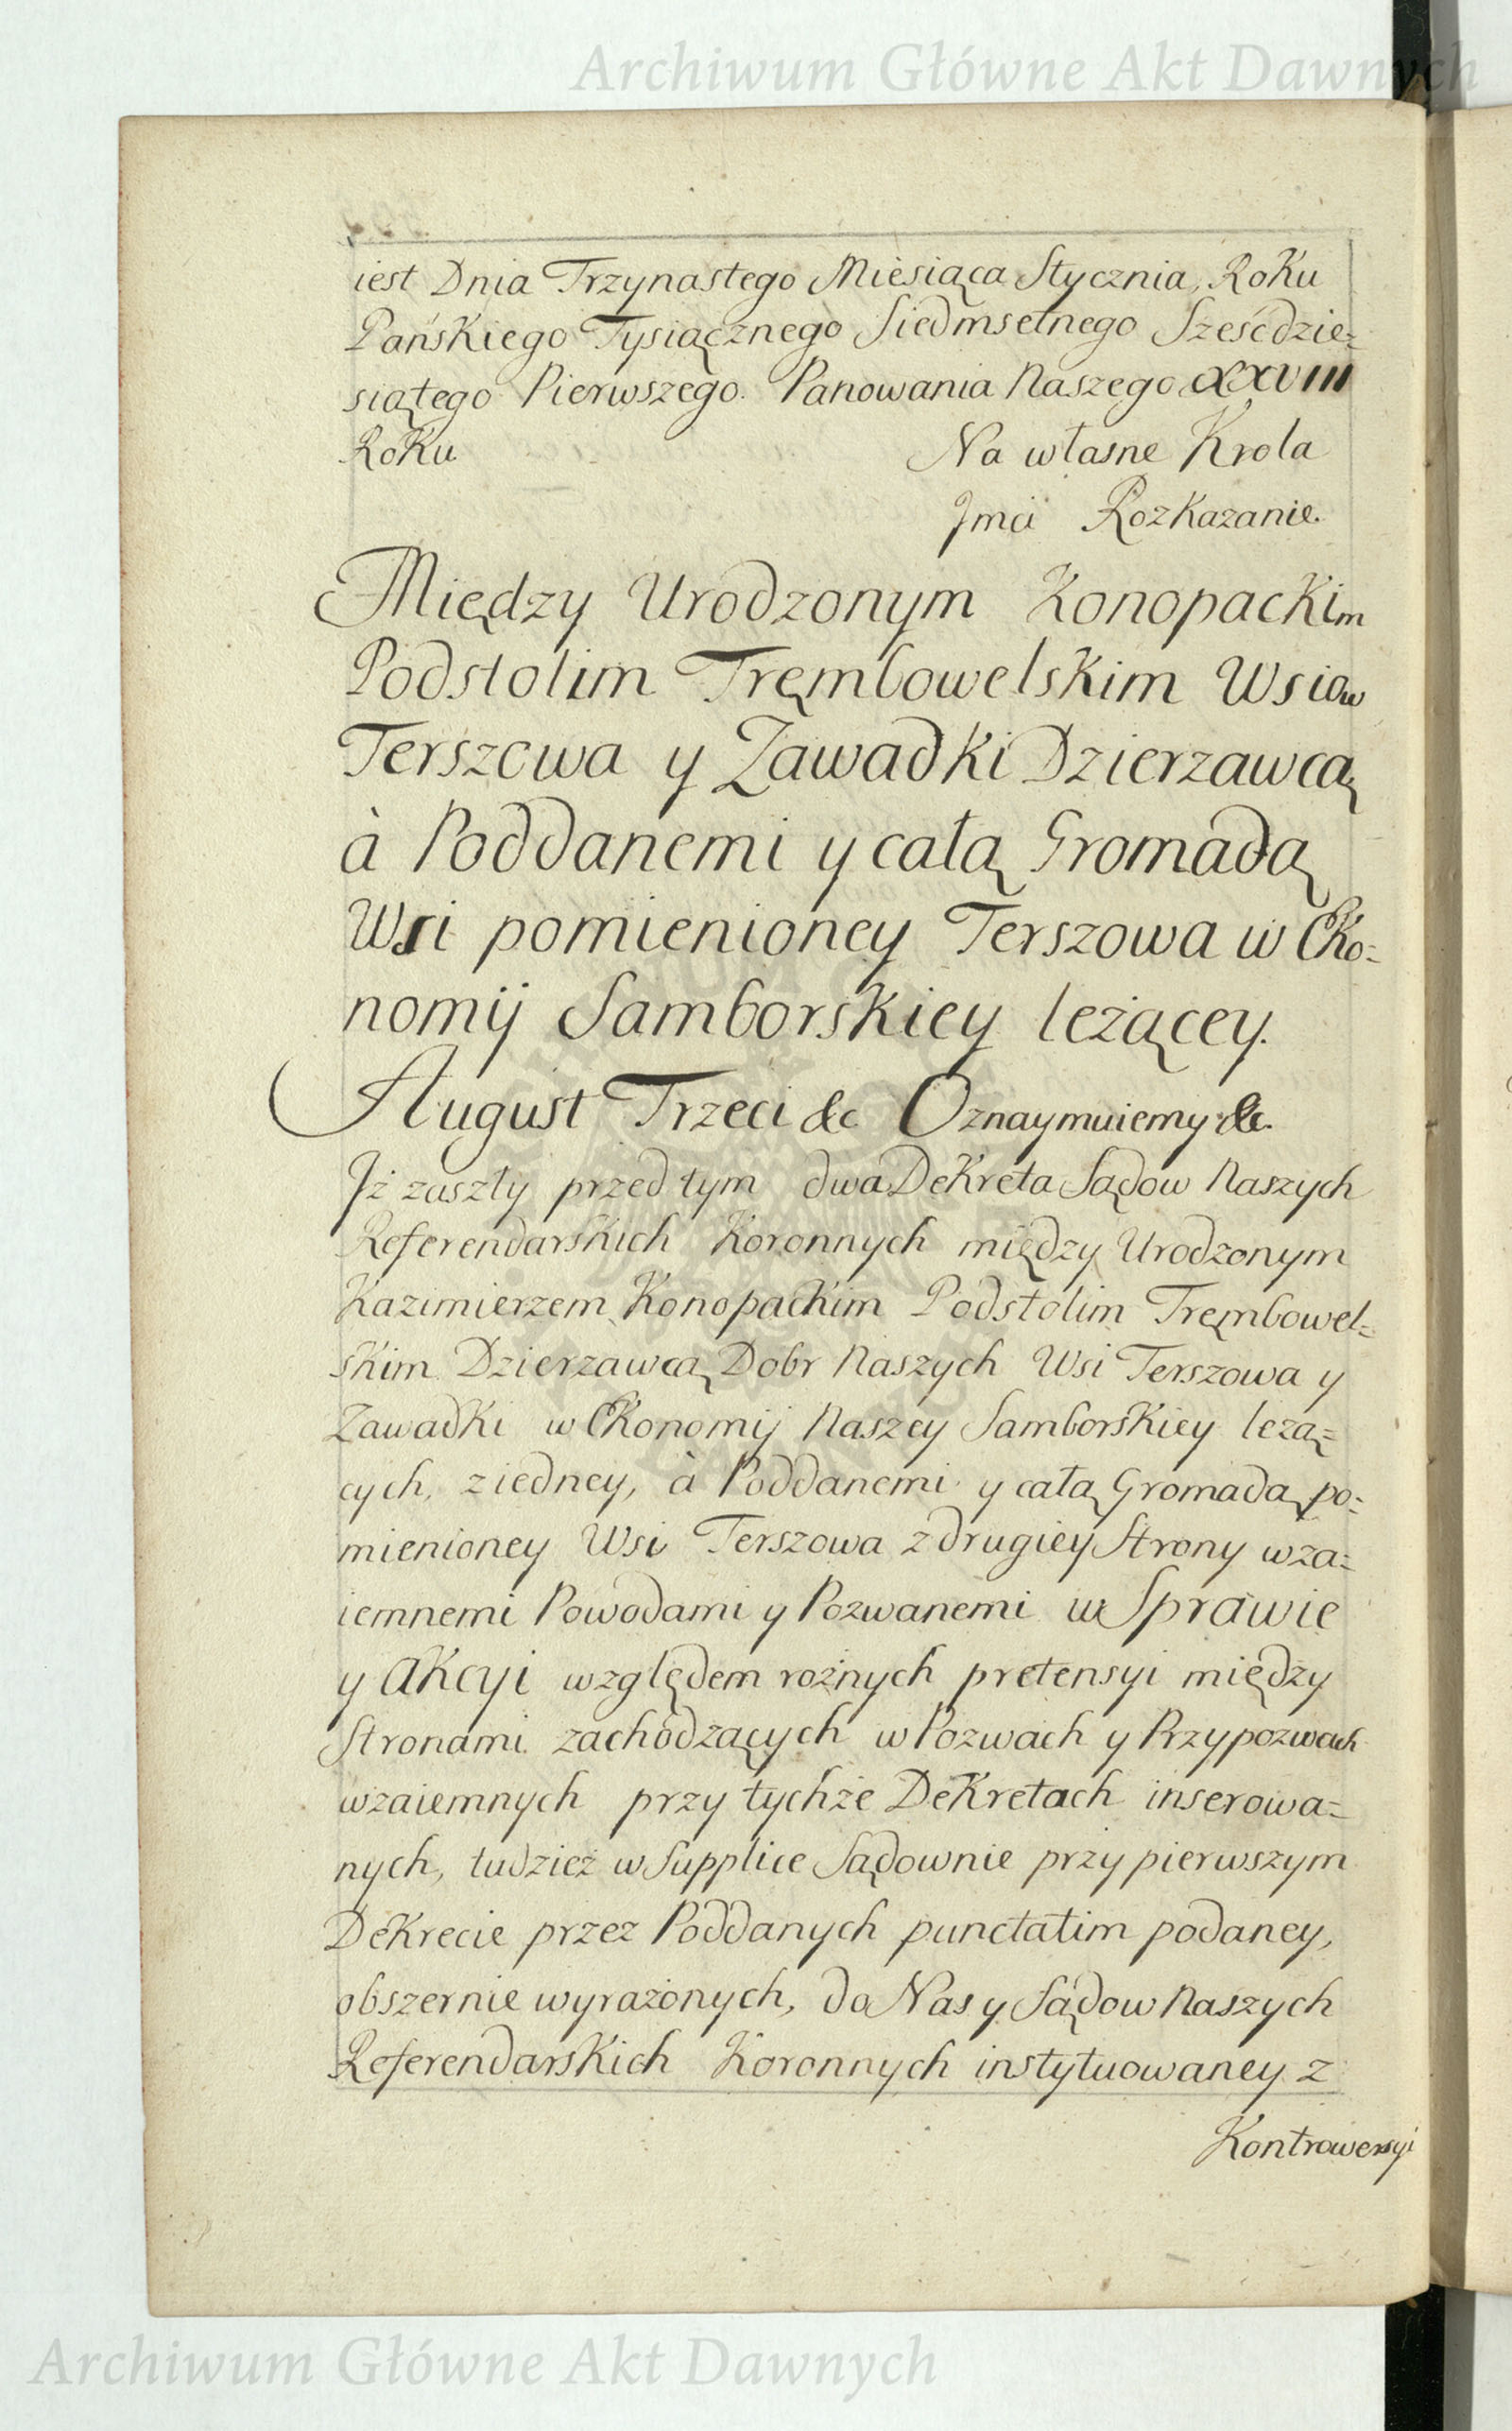 Archiwum Główne Akt Dawnych
iest Dnia Trzynastego Miesiąca Stycznia, Roku
Pańskiego Tysiącznego Siedmsetnego Sześćdzie=
siątego Pierwszego. Panowania Naszego XXVIII
Roku. Na własne Krola
Jmci Rozkazanie.
Między Urodzonym Konopackim
Podstolim Trębowelskim Wsiow
Terszowa y Zawadki Dzierzawcą
à Poddanemi y całą Gromadą
Wsi pomienioney Terszowa w Eko=
nomij Samborskiey leżącey.
August Trzeci &c Oznaymuiemy &c.
Jż zaszły przed tym dwa Dekreta Sądow Naszych
Referendarskich Koronnych między Urodzonym
Kazimierzem Konopackim Podstolim Trembowel=
skim Dzierzawcą Dobr Naszych Wsi Terszowa y
Zawadki w Ekonomij Naszey Samborskiey leżą=
cych, z iedney, à Poddanemi y całą Gromadą po=
mienioney Wsi Terszowa z drugiey Strony wza=
iemnemi Powodami y Pozwanemi w Sprawie
y Akcyi względem rożnych pretensyi między
Stronami zachodzących w Pozwach y Przypozwach
wzaiemnych przy tychże Dekretach inserowa=
nych, tudzież w Supplice Sądownie przy pierwszym
Dekrecie przez Poddanych punctatim podaney,
obszernie wyrażonych, do Nas y Sądow Naszych
Referendarskich Koronnych instytuowaney z
Kontrowersyi
Archiwum Główne Akt Dawnych